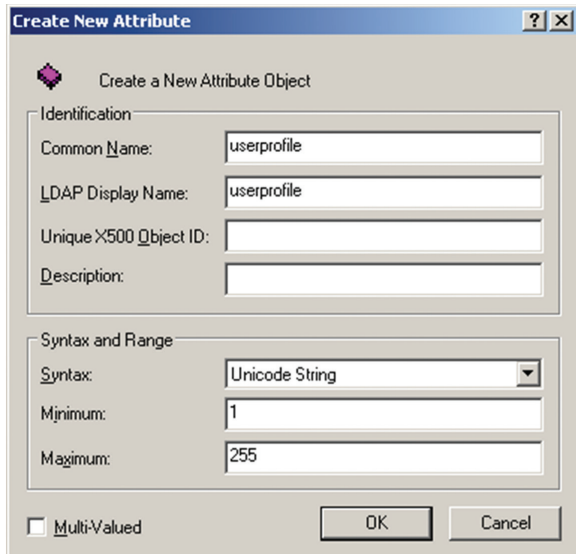 Create New Attribute
Create a New Attribute Object
Identification
Common Name: userprofile
LDAP Display Name: userprofile
Unique X500 Object ID:
Description:
Syntax and Range
Syntax: Unicode String
Minimum: 1
Maximum: 255
Multi-Valued OK Cancel